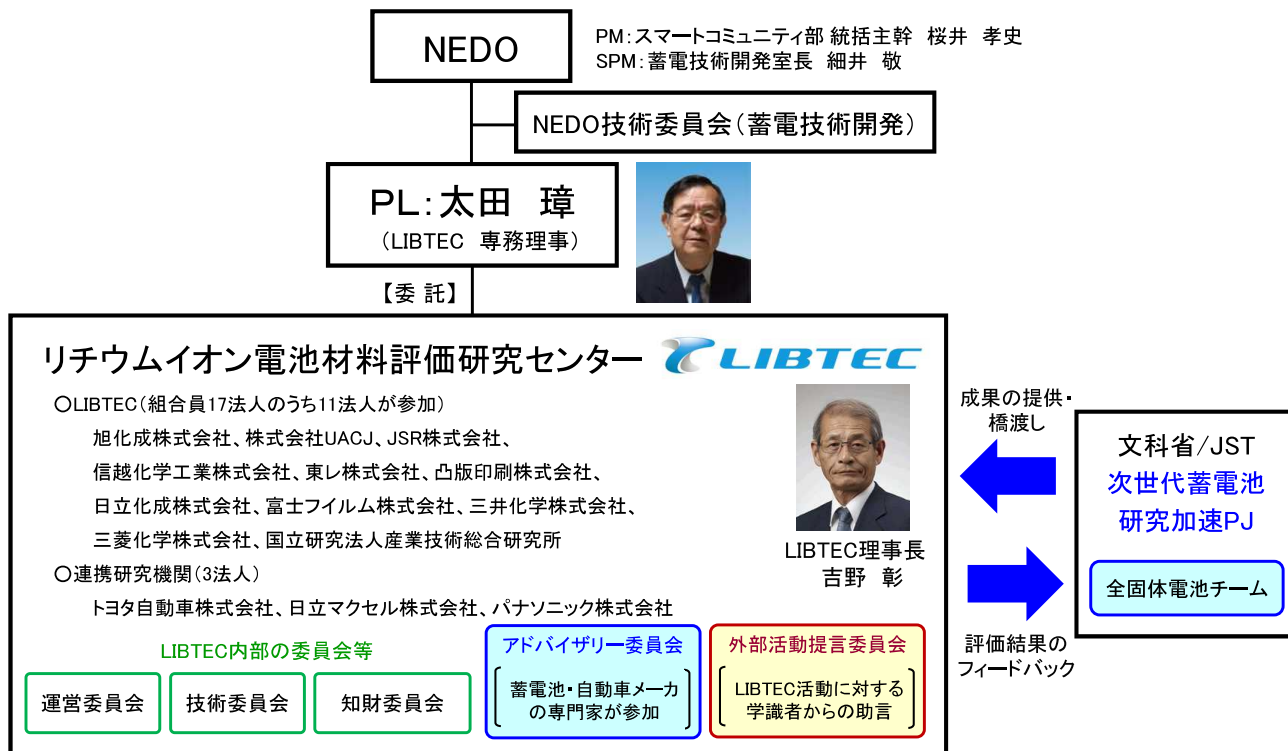 NEDO
PM:スマートコミュニティ部 統括主幹 桜井 孝史
SPM:蓄電技術開発室長 細井 敬
NEDO技術委員会(蓄電技術開発)
PL:太田 璋
(LIBTEC 専務理事)
【委 託】
リチウムイオン電池材料評価研究センター LIBTEC
○LIBTEC(組合員17法人のうち11法人が参加)
旭化成株式会社、株式会社UACJ、JSR株式会社、
信越化学工業株式会社、東レ株式会社、凸版印刷株式会社、
日立化成株式会社、富士フイルム株式会社、三井化学株式会社、
三菱化学株式会社、国立研究法人産業技術総合研究所
○連携研究機関(3法人)
トヨタ自動車株式会社、日立マクセル株式会社、パナソニック株式会社
LIBTEC理事長
吉野 彰
LIBTEC内部の委員会等
運営委員会
技術委員会
知財委員会
アドバイザリー委員会
蓄電池・自動車メーカ
の専門家が参加
外部活動提言委員会
LIBTEC活動に対する
学識者からの助言
成果の提供・
橋渡し
評価結果の
フィードバック
文科省/JST
次世代蓄電池
研究加速PJ
全固体電池チーム